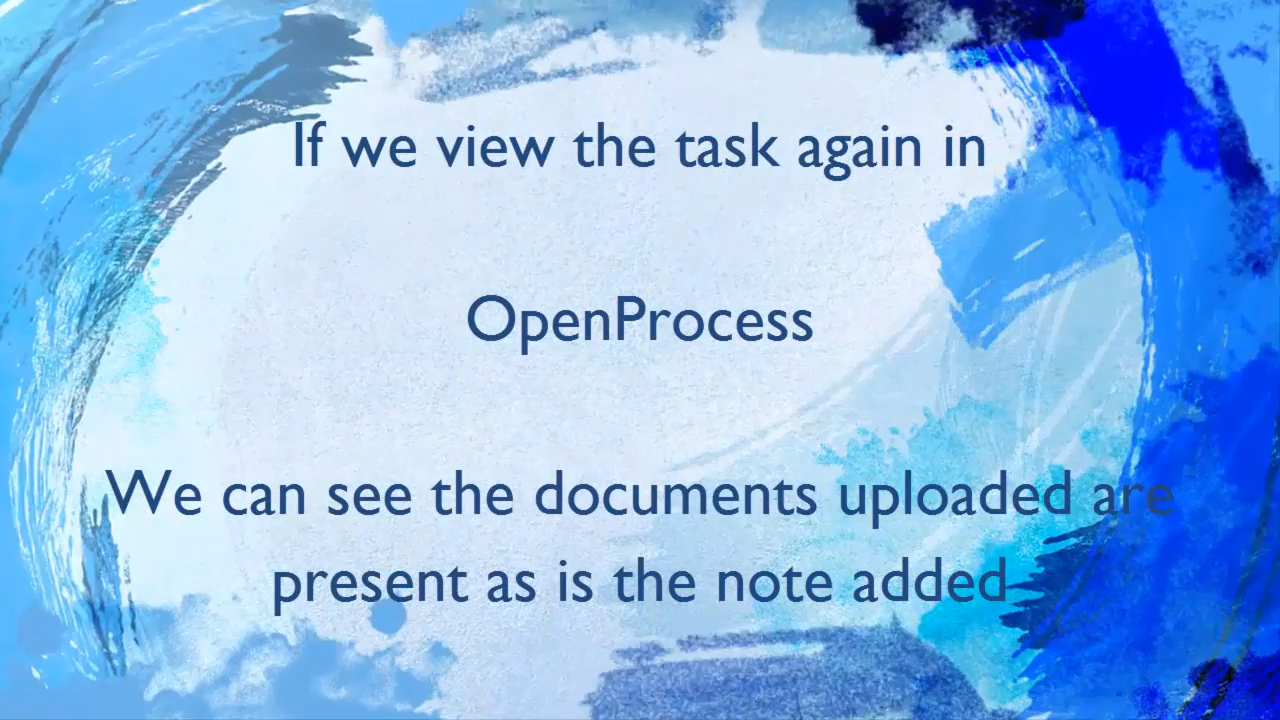 If we view the task again in
OpenProcess
We can see the documents uploaded are
present as is the note added